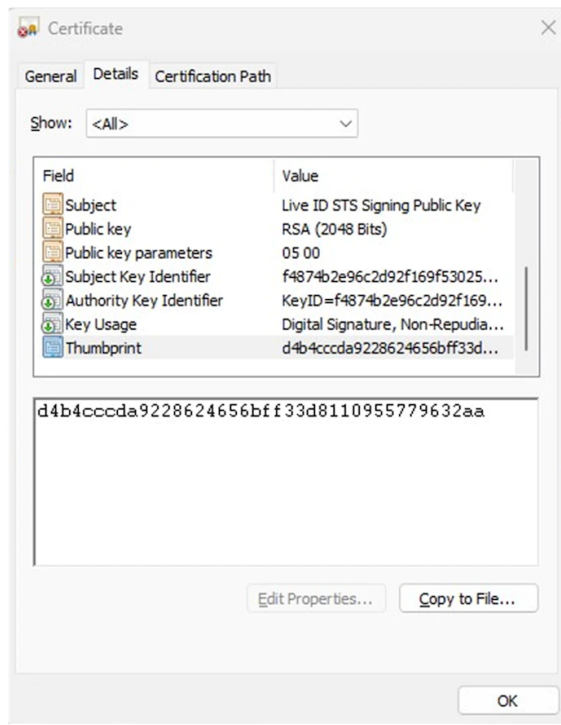 Certificate
General Details Certification Path
Show: <All>
Field Value
Subject Live ID STS Signing Public Key
Public key RSA (2048 Bits)
Public key parameters 05 00
Subject Key Identifier f4874b2e96c2d92f169f53025...
Authority Key Identifier KeyID=f4874b2e96c2d92f169...
Key Usage Digital Signature, Non-Repudia...
Thumbprint d4b4cccda9228624656bff33d...
d4b4cccda9228624656bff33d8110955779632aa
Edit Properties... Copy to File...
OK